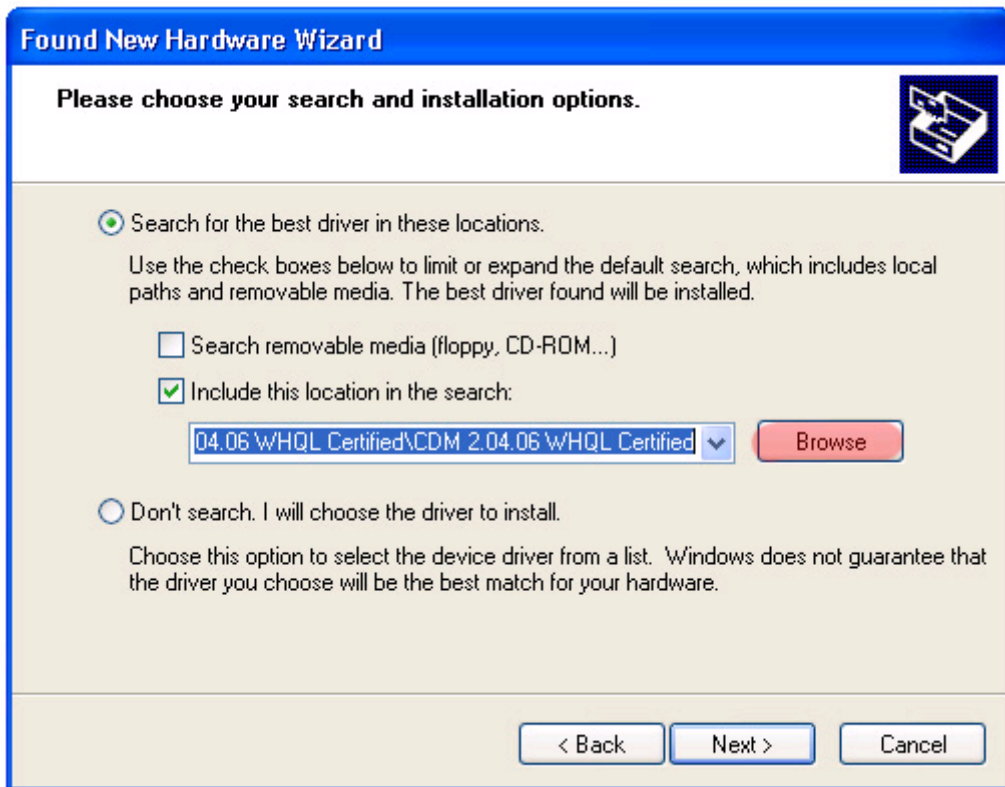 Found New Hardware Wizard
Please choose your search and installation options.
Search for the best driver in these locations.
Use the check boxes below to limit or expand the default search, which includes local
paths and removable media. The best driver found will be installed.
Search removable media (floppy, CD-ROM...)
Include this location in the search:
04.06 WHQL Certified\CDM 2.04.06 WHQL Certified
Browse
Don't search. I will choose the driver to install.
Choose this option to select the device driver from a list. Windows does not guarantee that
the driver you choose will be the best match for your hardware.
< Back
Next >
Cancel